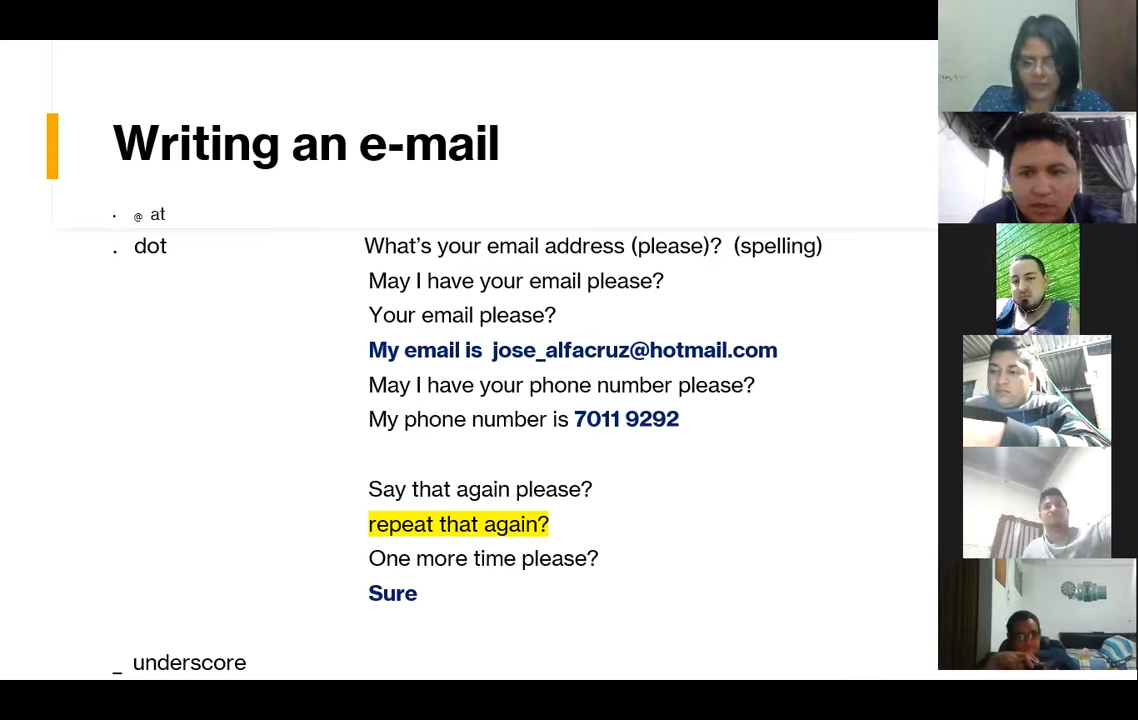 Writing an e-mail
· @ at
. dot
What's your email address (please)? (spelling)
May I have your email please?
Your email please?
My email is jose_alfacruz@hotmail.com
May I have your phone number please?
My phone number is 7011 9292
Say that again please?
repeat that again?
One more time please?
Sure
_ underscore